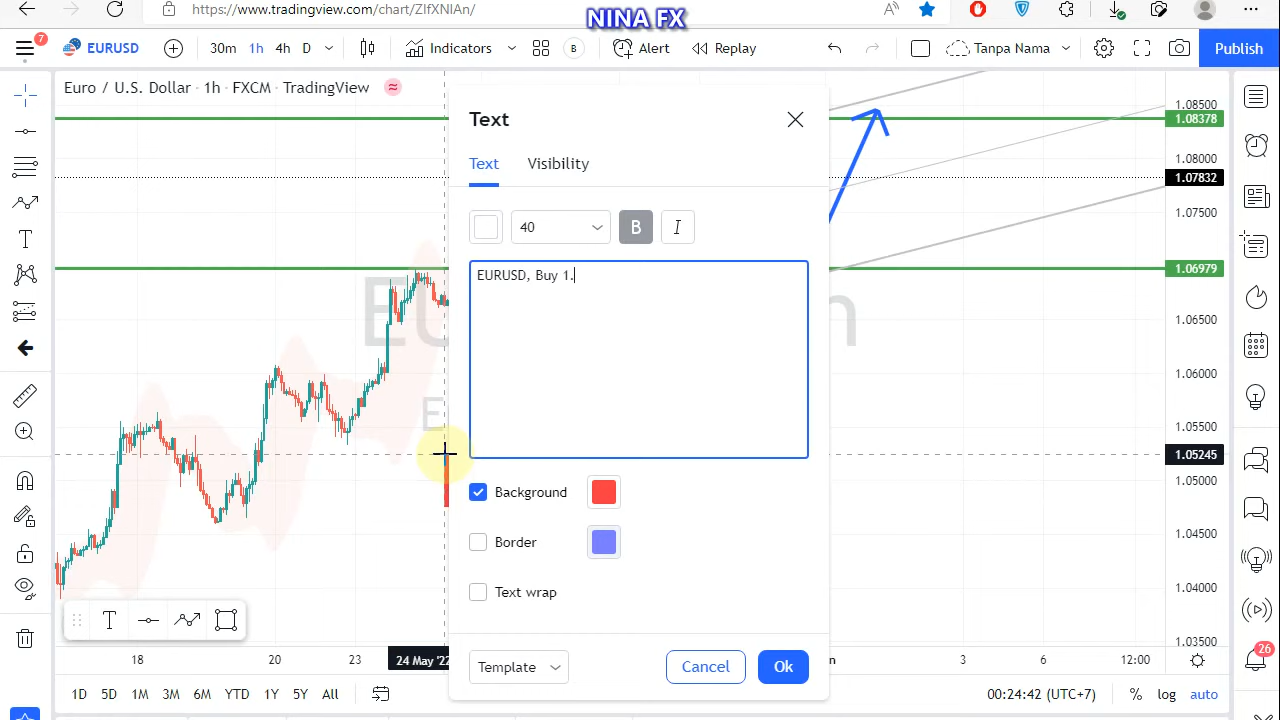 https://www.tradingview.com/chart/ZIfXNIAn/
NINA FX
7
EURUSD
30m 1h 4h D
Indicators
B
Alert
Replay
Tanpa Nama
Publish
Euro / U.S. Dollar · 1h · FXCM · TradingView
Text
Text Visibility
40
B I
EURUSD, Buy 1.
Background
Border
Text wrap
Template
Cancel
Ok
1.08500
1.08378
1.08000
1.07832
1.07500
1.06979
1.06500
1.06000
1.05500
1.05245
1.05000
1.04500
1.04000
1.03500
18 20 23 24 May '22 3 6 12:00
1D 5D 1M 3M 6M YTD 1Y 5Y All
00:24:42 (UTC+7) % log auto
26